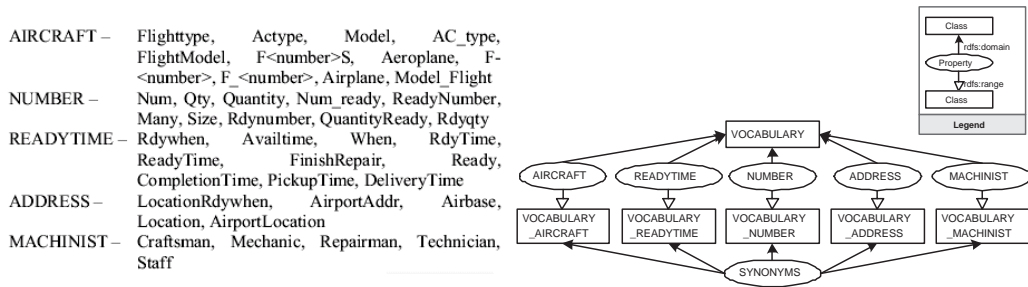 AIRCRAFT – Flighttype, Actype, Model, AC_type,
FlightModel, F<number>S, Aeroplane, F-
<number>, F_<number>, Airplane, Model_Flight
NUMBER – Num, Qty, Quantity, Num_ready, ReadyNumber,
Many, Size, Rdynumber, QuantityReady, Rdyqty
READYTIME – Rdywhen, Availtime, When, RdyTime,
ReadyTime, FinishRepair, Ready,
CompletionTime, PickupTime, DeliveryTime
ADDRESS – LocationRdywhen, AirportAddr, Airbase,
Location, AirportLocation
MACHINIST – Craftsman, Mechanic, Repairman, Technician,
Staff
Class
rdfs:domain
Property
rdfs:range
Class
Legend
VOCABULARY
AIRCRAFT READYTIME NUMBER ADDRESS MACHINIST
VOCABULARY VOCABULARY VOCABULARY VOCABULARY VOCABULARY
_AIRCRAFT _READYTIME _NUMBER _ADDRESS _MACHINIST
SYNONYMS